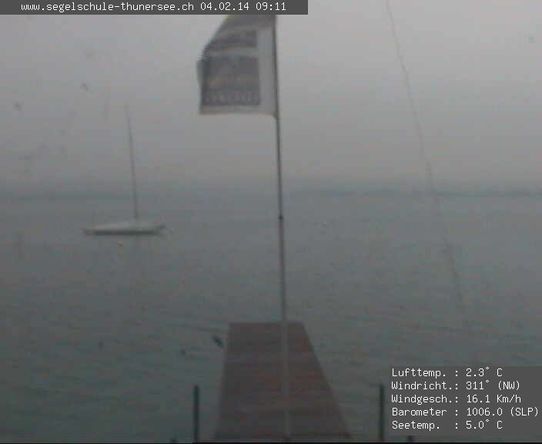 www.segelschule-thunersee.ch 04.02.14 09:11
Lufttemp. : 2.3° C
Windricht.: 311° (NW)
Windgesch.: 16.1 Km/h
Barometer : 1006.0 (SLP)
Seetemp. : 5.0° C